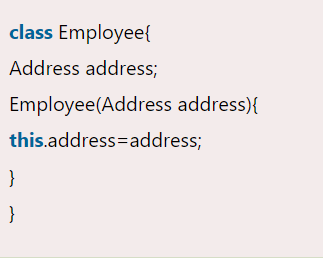 class Employee{
Address address;
Employee(Address address){
this.address=address;
}
}